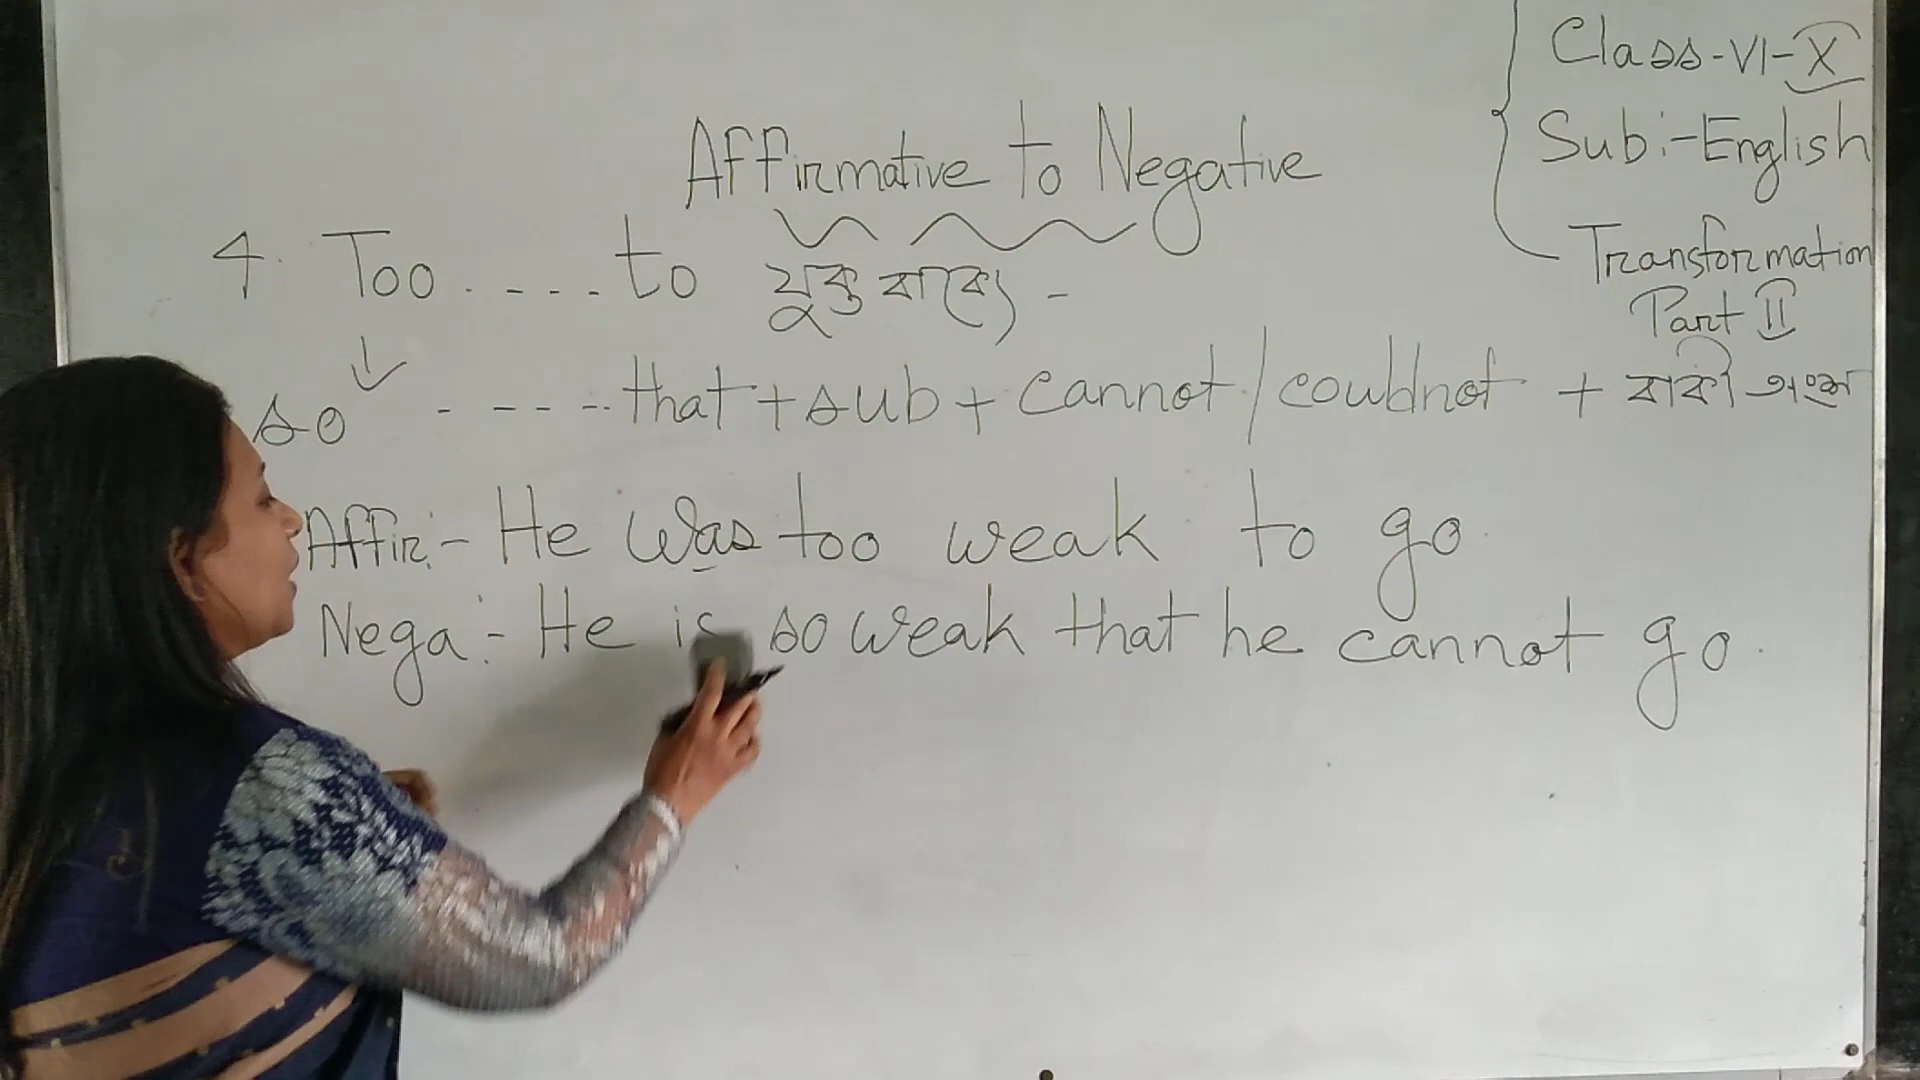 Class-VI-X
Sub:-English
Transformation
Part II
Affirmative to Negative
4. Too ..... to যুক্ত বাক্যে -
so ----- that + sub + cannot / couldnot + বাকী অংশ
Affir:- He was too weak to go.
Nega:- He is so weak that he cannot go.